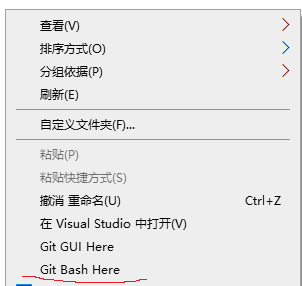 查看(V)
排序方式(O)
分组依据(P)
刷新(E)
自定义文件夹(F)...
粘贴(P)
粘贴快捷方式(S)
撤消 重命名(U) Ctrl+Z
在 Visual Studio 中打开(V)
Git GUI Here
Git Bash Here